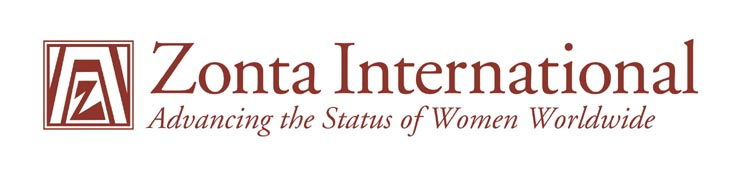 Zonta International
Advancing the Status of Women Worldwide